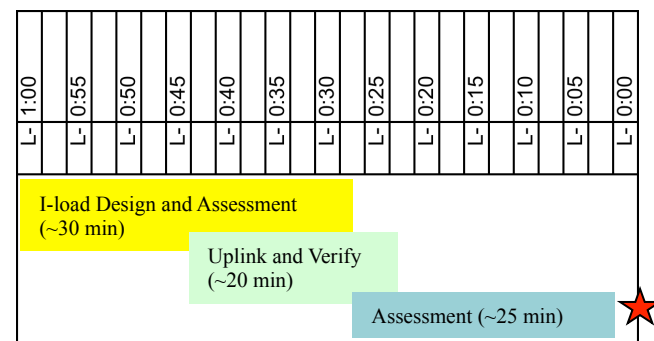 L- 1:00
L- 0:55
L- 0:50
L- 0:45
L- 0:40
L- 0:35
L- 0:30
L- 0:25
L- 0:20
L- 0:15
L- 0:10
L- 0:05
L- 0:00
I-load Design and Assessment
(~30 min)
Uplink and Verify
(~20 min)
Assessment (~25 min)